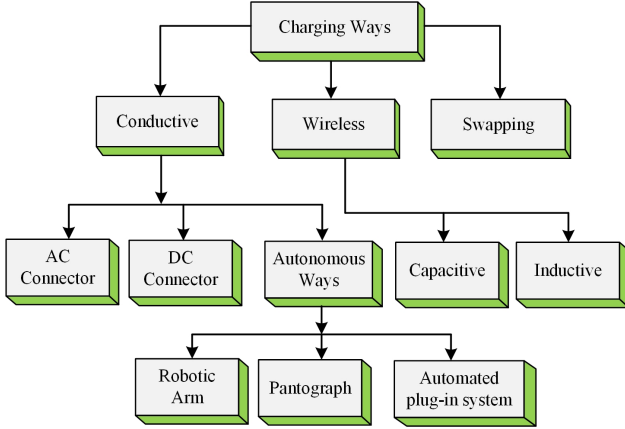 Charging Ways
Conductive
Wireless
Swapping
AC
Connector
DC
Connector
Autonomous
Ways
Capacitive
Inductive
Robotic
Arm
Pantograph
Automated
plug-in system